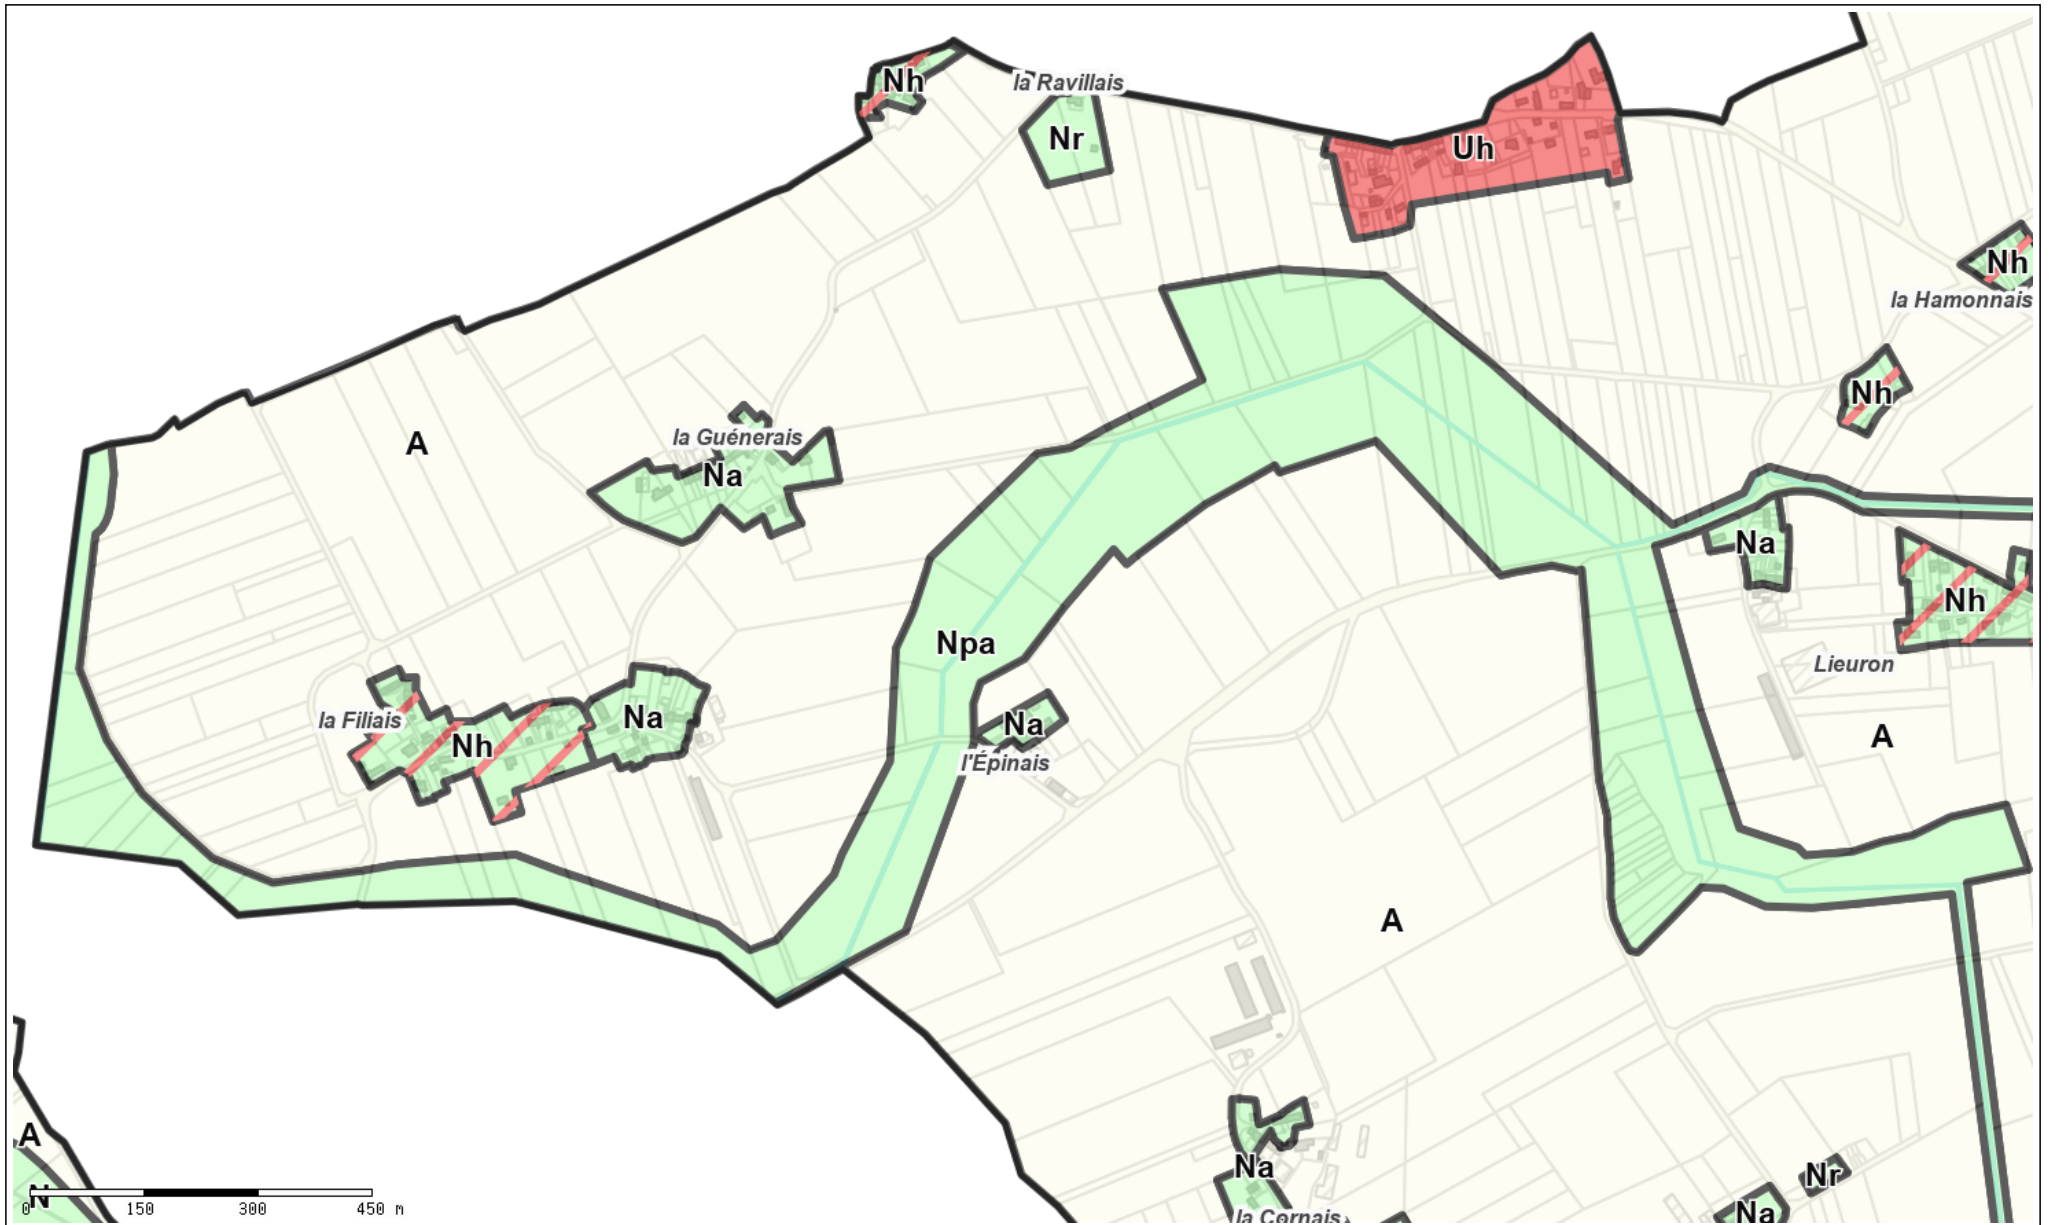 Nh
la Ravillais
Nr
Uh
Nh
la Hamonnais
Nh
A
la Guénerais
Na
Na
Nh
Npa
Lieuron
la Filiais
Nh
Na
Na
l'Épinais
A
A
A
Na
Nr
N
0 150 300 450 m
la Cornais
Na